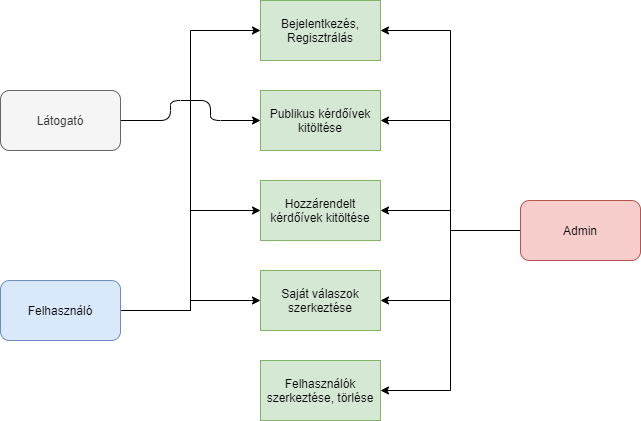 Bejelentkezés,
Regisztrálás
Látogató
Publikus kérdőívek
kitöltése
Hozzárendelt
kérdőívek kitöltése
Admin
Felhasználó
Saját válaszok
szerkeztése
Felhasználók
szerkeztése, törlése